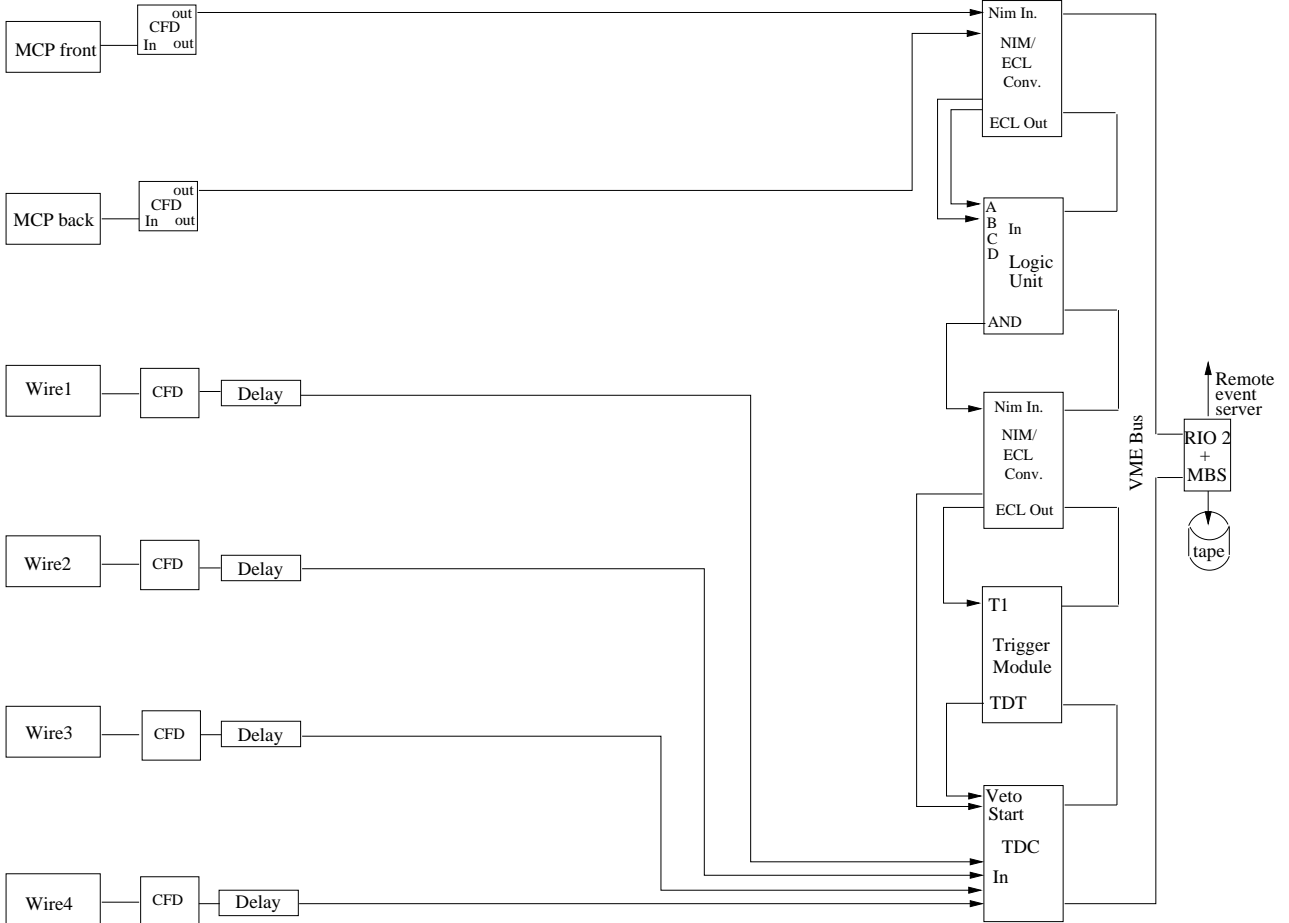 MCP front
out
CFD
In out
Nim In.
NIM/
ECL
Conv.
ECL Out
MCP back
out
CFD
In out
A
B
C
D
In
Logic
Unit
AND
Wire1
CFD
Delay
Nim In.
NIM/
ECL
Conv.
ECL Out
VME Bus
Remote
event
server
RIO 2
+
MBS
tape
Wire2
CFD
Delay
T1
Trigger
Module
TDT
Wire3
CFD
Delay
Veto
Start
TDC
In
Wire4
CFD
Delay